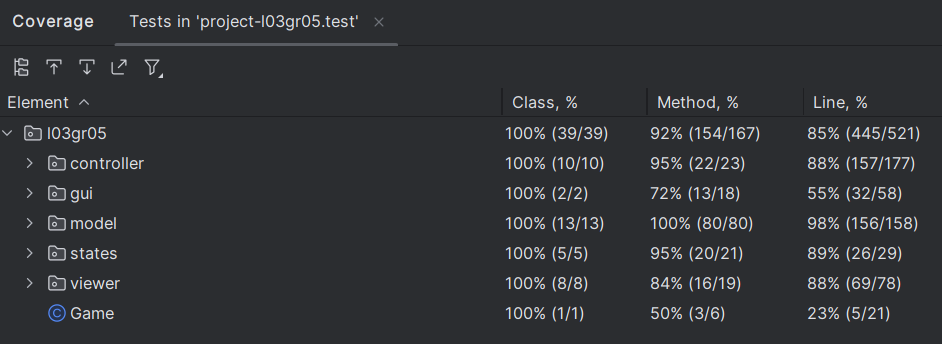 Coverage Tests in 'project-l03gr05.test'
Element Class, % Method, % Line, %
l03gr05 100% (39/39) 92% (154/167) 85% (445/521)
controller 100% (10/10) 95% (22/23) 88% (157/177)
gui 100% (2/2) 72% (13/18) 55% (32/58)
model 100% (13/13) 100% (80/80) 98% (156/158)
states 100% (5/5) 95% (20/21) 89% (26/29)
viewer 100% (8/8) 84% (16/19) 88% (69/78)
C Game 100% (1/1) 50% (3/6) 23% (5/21)